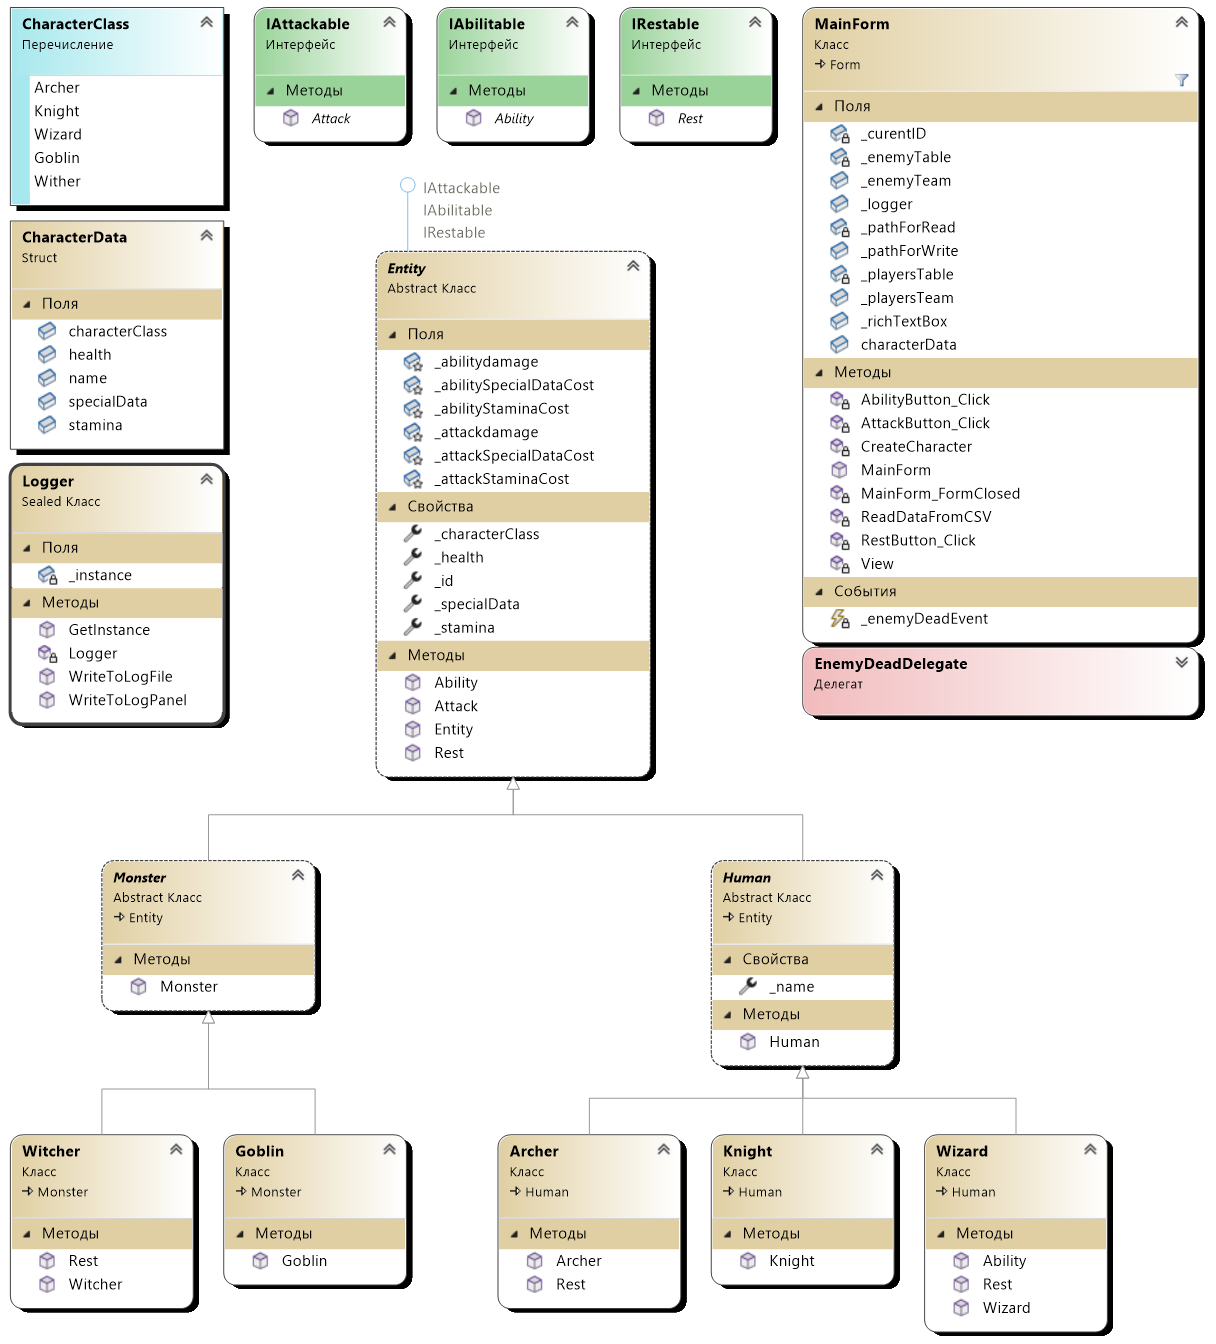 CharacterClass
Перечисление
Archer
Knight
Wizard
Goblin
Wither
IAttackable
Интерфейс
Методы
Attack
IAbilitable
Интерфейс
Методы
Ability
IRestable
Интерфейс
Методы
Rest
MainForm
Класс
Form
Поля
_curentID
_enemyTable
_enemyTeam
_logger
_pathForRead
_pathForWrite
_playersTable
_playersTeam
_richTextBox
characterData
Методы
AbilityButton_Click
AttackButton_Click
CreateCharacter
MainForm
MainForm_FormClosed
ReadDataFromCSV
RestButton_Click
View
События
_enemyDeadEvent
EnemyDeadDelegate
Делегат
CharacterData
Struct
Поля
characterClass
health
name
specialData
stamina
Logger
Sealed Класс
Поля
_instance
Методы
GetInstance
Logger
WriteToLogFile
WriteToLogPanel
IAttackable
IAbilitable
IRestable
Entity
Abstract Класс
Поля
_abilitydamage
_abilitySpecialDataCost
_abilityStaminaCost
_attackdamage
_attackSpecialDataCost
_attackStaminaCost
Свойства
_characterClass
_health
_id
_specialData
_stamina
Методы
Ability
Attack
Entity
Rest
Monster
Abstract Класс
Entity
Методы
Monster
Human
Abstract Класс
Entity
Свойства
_name
Методы
Human
Witcher
Класс
Monster
Методы
Rest
Witcher
Goblin
Класс
Monster
Методы
Goblin
Archer
Класс
Human
Методы
Archer
Rest
Knight
Класс
Human
Методы
Knight
Wizard
Класс
Human
Методы
Ability
Rest
Wizard